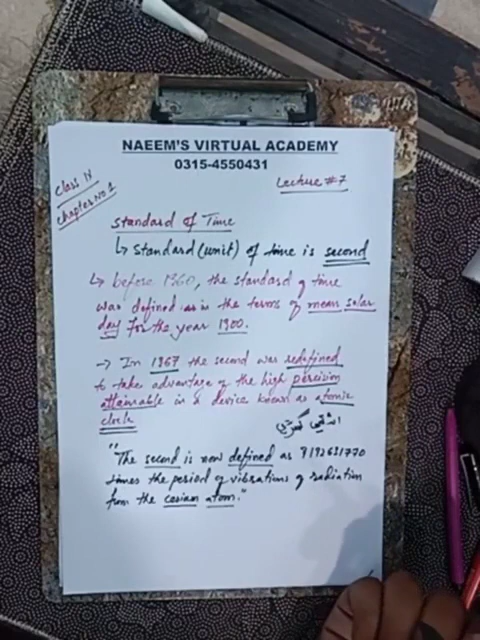 NAEEM'S VIRTUAL ACADEMY
0315-4550431
Class IX
Chapter No 1
Lecture #7
Standard of Time
↳ Standard (unit) of time is second
↳ before 1960, the standard of time
was defined as in the terms of mean solar
day for the year 1900.
→ In 1967 the second was redefined
to take advantage of the high percision
attainable in a device known as atomic
clock
"The second is now defined as 9192631770
times the period of vibrations of radiation
from the cesium atom."